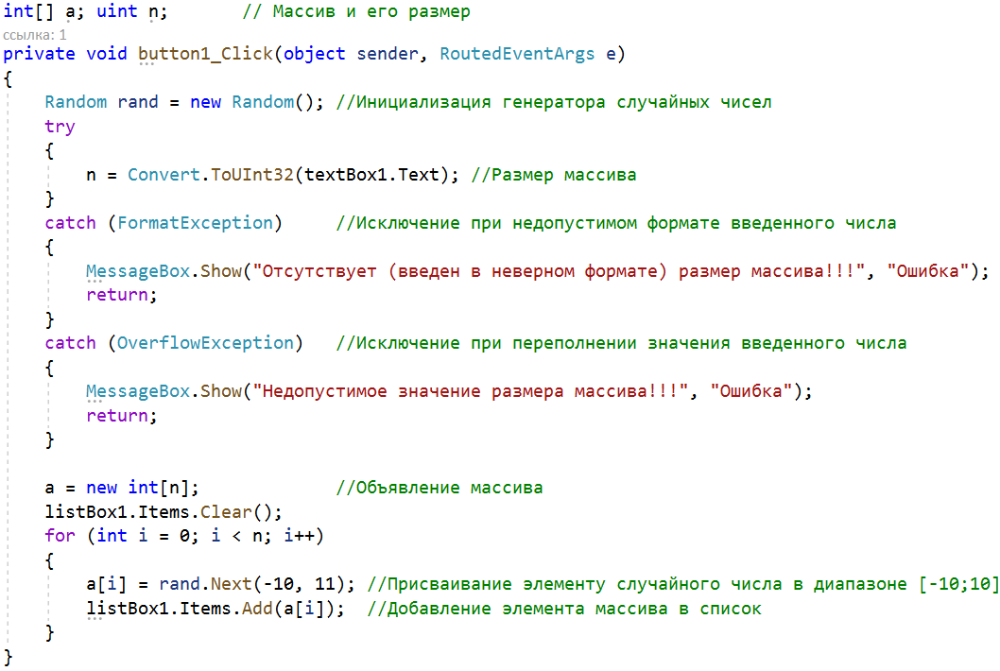 int[] a; uint n;       // Массив и его размер
ссылка: 1
private void button1_Click(object sender, RoutedEventArgs e)
{
    Random rand = new Random(); //Инициализация генератора случайных чисел
    try
    {
        n = Convert.ToUInt32(textBox1.Text); //Размер массива
    }
    catch (FormatException)     //Исключение при недопустимом формате введенного числа
    {
        MessageBox.Show("Отсутствует (введен в неверном формате) размер массива!!!", "Ошибка");
        return;
    }
    catch (OverflowException)   //Исключение при переполнении значения введенного числа
    {
        MessageBox.Show("Недопустимое значение размера массива!!!", "Ошибка");
        return;
    }

    a = new int[n];             //Объявление массива
    listBox1.Items.Clear();
    for (int i = 0; i < n; i++)
    {
        a[i] = rand.Next(-10, 11); //Присваивание элементу случайного числа в диапазоне [-10;10]
        listBox1.Items.Add(a[i]);  //Добавление элемента массива в список
    }
}